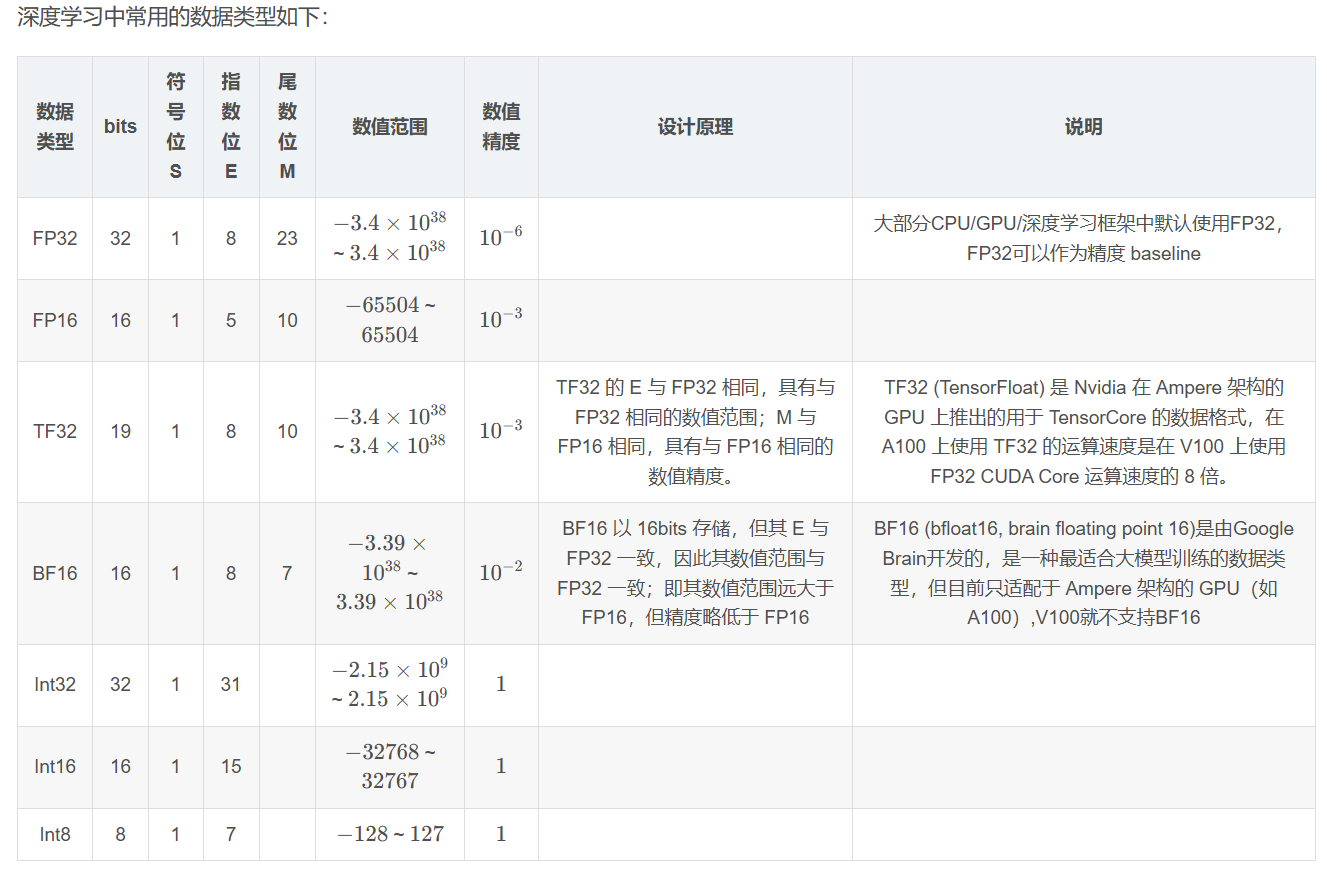 深度学习中常用的数据类型如下：
数据
类型
bits
符
号
位
S
指
数
位
E
尾
数
位
M
数值范围
数值
精度
设计原理
说明
FP32
32
1
8
23
−3.4 × 10^38
~ 3.4 × 10^38
10^−6
大部分CPU/GPU/深度学习框架中默认使用FP32，
FP32可以作为精度 baseline
FP16
16
1
5
10
−65504 ~
65504
10^−3
TF32
19
1
8
10
−3.4 × 10^38
~ 3.4 × 10^38
10^−3
TF32 的 E 与 FP32 相同，具有与
FP32 相同的数值范围；M 与
FP16 相同，具有与 FP16 相同的
数值精度。
TF32 (TensorFloat) 是 Nvidia 在 Ampere 架构的
GPU 上推出的用于 TensorCore 的数据格式，在
A100 上使用 TF32 的运算速度是在 V100 上使用
FP32 CUDA Core 运算速度的 8 倍。
BF16
16
1
8
7
−3.39 ×
10^38 ~
3.39 × 10^38
10^−2
BF16 以 16bits 存储，但其 E 与
FP32 一致，因此其数值范围与
FP32 一致；即其数值范围远大于
FP16，但精度略低于 FP16
BF16 (bfloat16, brain floating point 16)是由Google
Brain开发的，是一种最适合大模型训练的数据类
型，但目前只适配于 Ampere 架构的 GPU（如
A100）,V100就不支持BF16
Int32
32
1
31
−2.15 × 10^9
~ 2.15 × 10^9
1
Int16
16
1
15
−32768 ~
32767
1
Int8
8
1
7
−128 ~ 127
1